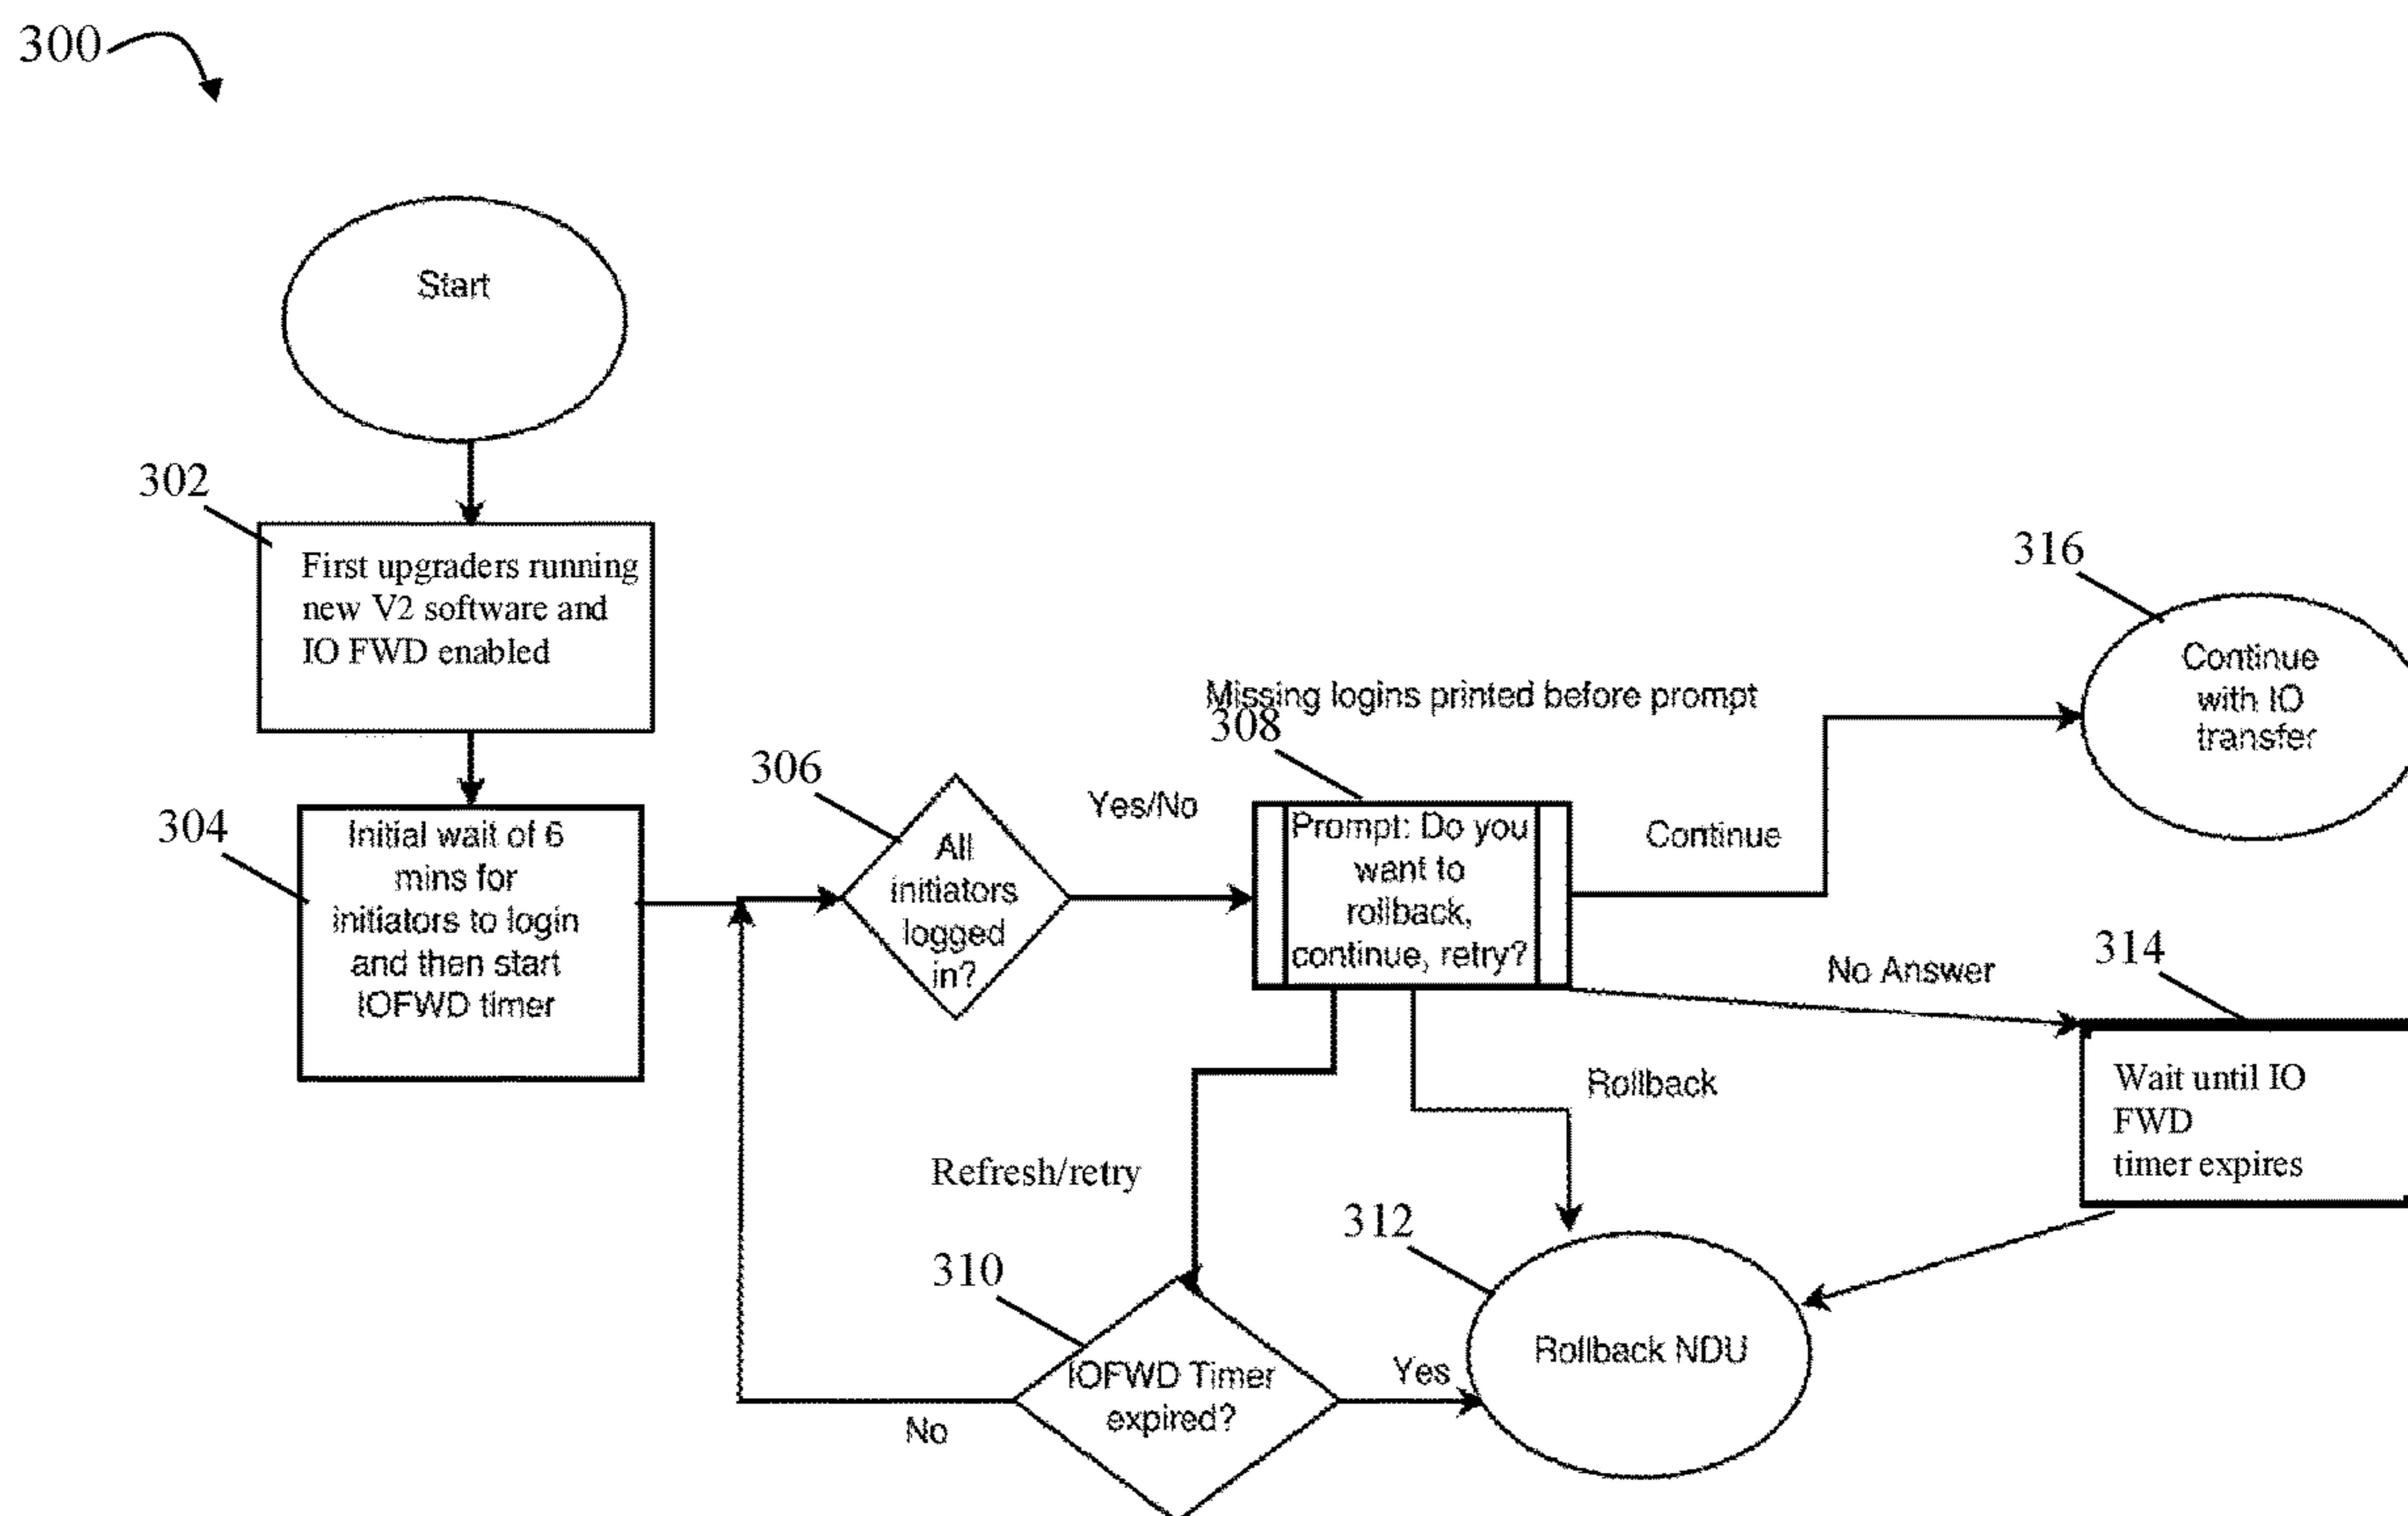 300
Start
302
First upgraders running
new V2 software and
IO FWD enabled
304
Initial wait of 6
mins for
initiators to login
and then start
IOFWD timer
306
All
initiators
logged
in?
Yes/No
Missing logins printed before prompt
308
Prompt: Do you
want to
rollback,
continue, retry?
Continue
316
Continue
with IO
transfer
No Answer
314
Wait until IO
FWD
timer expires
Rollback
Refresh/retry
310
IOFWD Timer
expired?
No
Yes
312
Rollback NDU